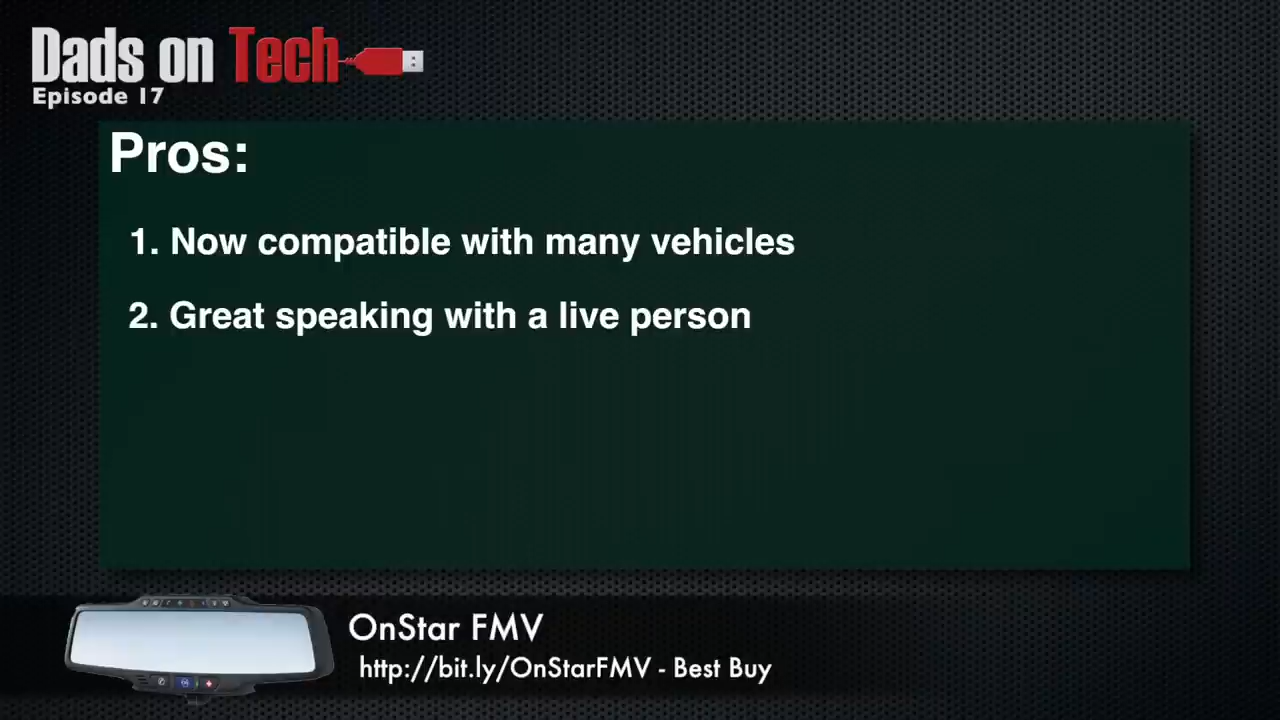 Dads on Tech
Episode 17
Pros:
1. Now compatible with many vehicles
2. Great speaking with a live person
OnStar FMV
http://bit.ly/OnStarFMV - Best Buy